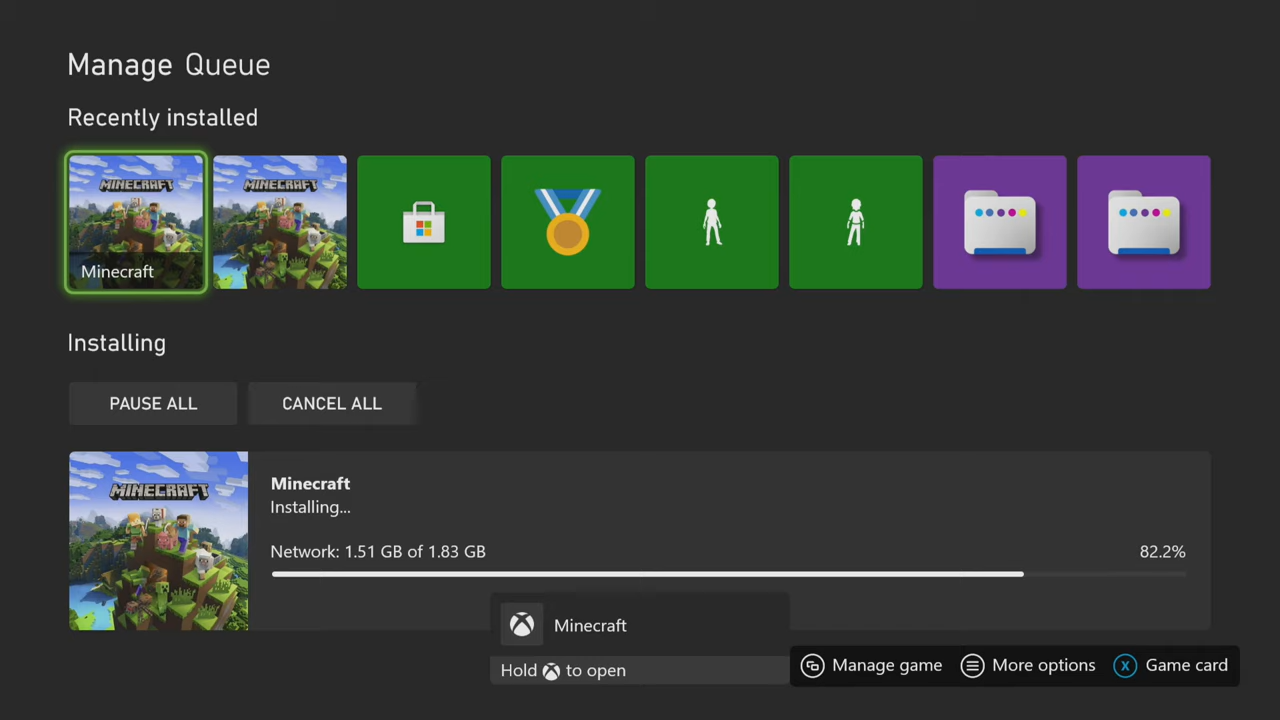 Manage Queue
Recently installed
MINECRAFT
MINECRAFT
Minecraft
Installing
PAUSE ALL
CANCEL ALL
MINECRAFT
Minecraft
Installing...
Network: 1.51 GB of 1.83 GB
82.2%
Minecraft
Hold to open
Manage game
More options
X
Game card